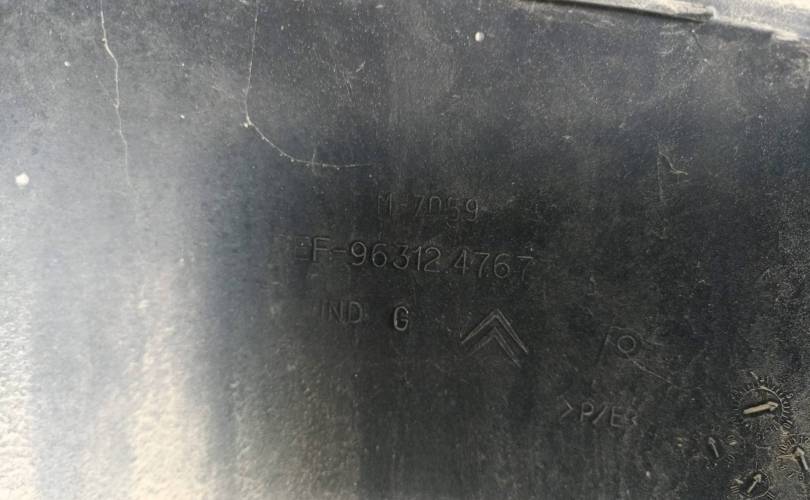 M-7059
EF-96312 4767
IND G
>P/E<